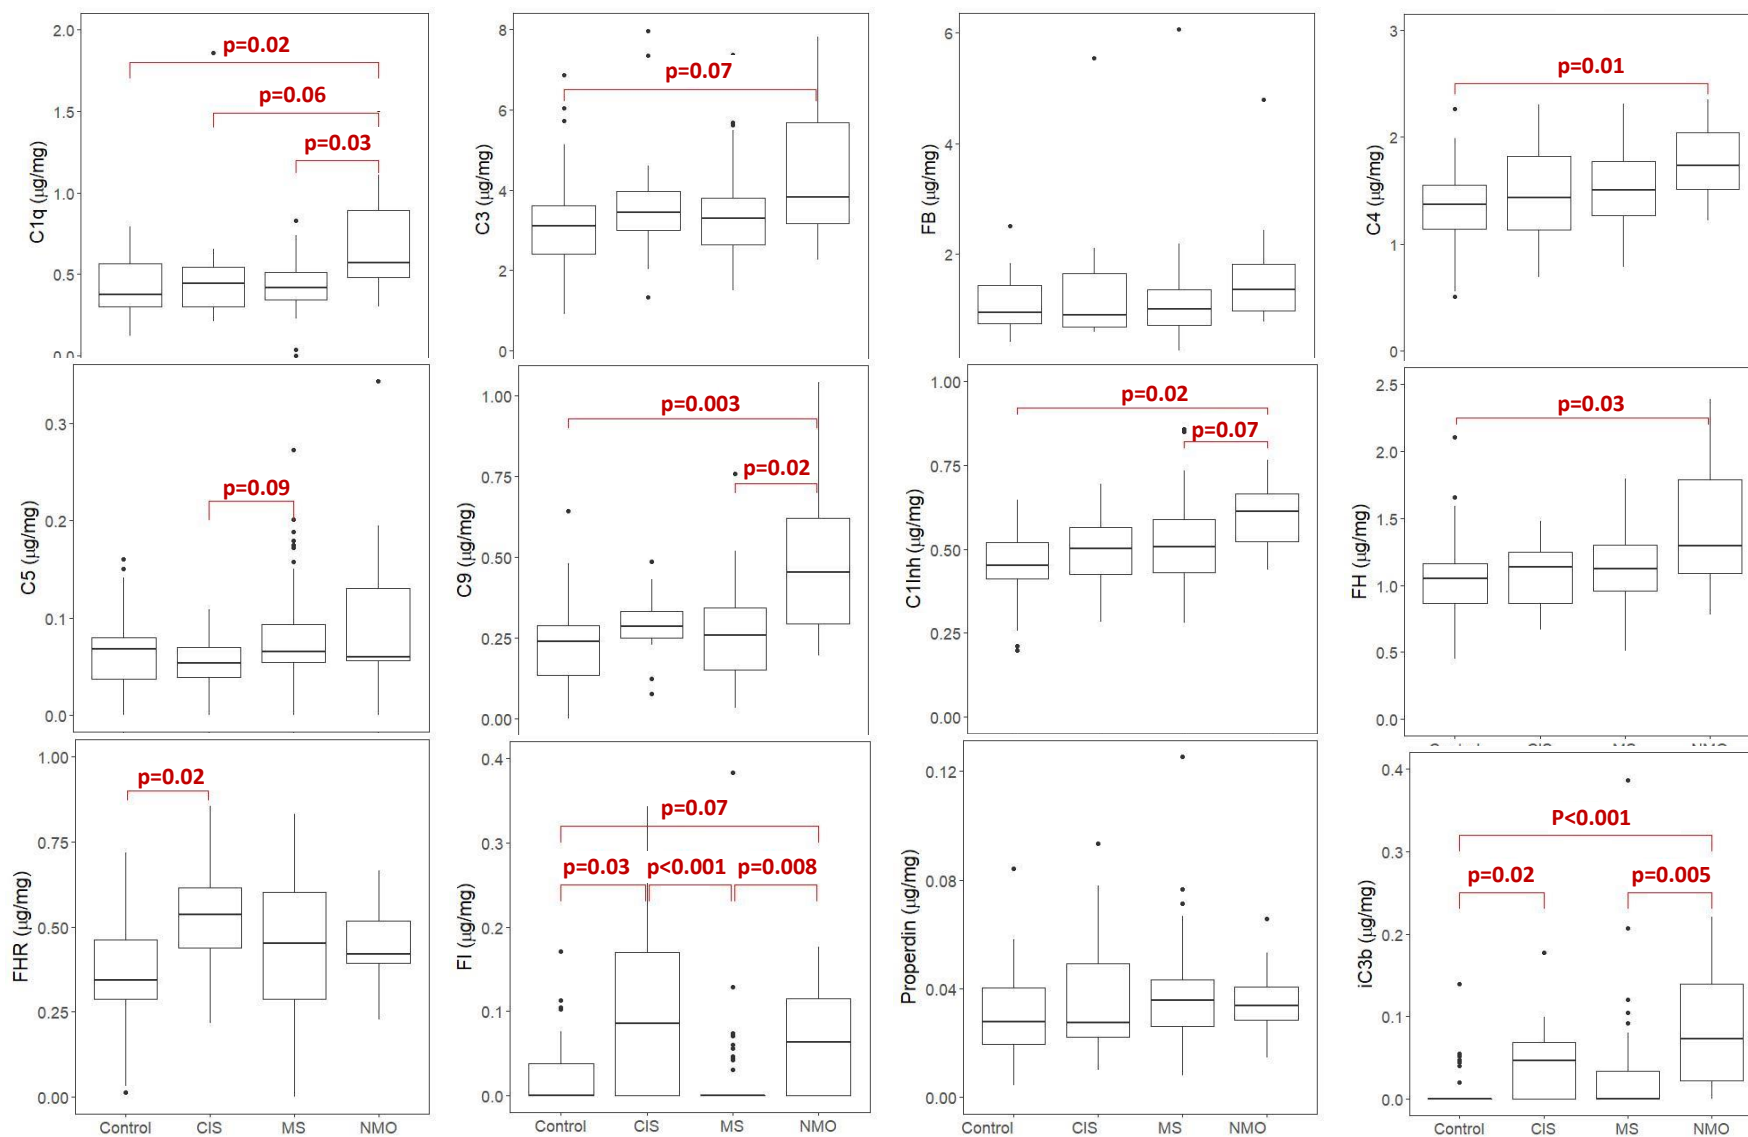 C1q (µg/mg)
2.0
1.5
1.0
0.5
0.0
p=0.02
p=0.06
p=0.03
C3 (µg/mg)
8
6
4
2
0
p=0.07
FB (µg/mg)
6
4
2
C4 (µg/mg)
3
2
1
0
p=0.01
C5 (µg/mg)
0.3
0.2
0.1
0.0
p=0.09
C9 (µg/mg)
1.00
0.75
0.50
0.25
0.00
p=0.003
p=0.02
C1Inh (µg/mg)
1.00
0.75
0.50
0.25
0.00
p=0.02
p=0.07
FH (µg/mg)
2.5
2.0
1.5
1.0
0.5
0.0
p=0.03
Control CIS MS NMO
FHR (µg/mg)
1.00
0.75
0.50
0.25
0.00
p=0.02
Control CIS MS NMO
FI (µg/mg)
0.4
0.3
0.2
0.1
0.0
p=0.07
p=0.03 p<0.001 p=0.008
Control CIS MS NMO
Properdin (µg/mg)
0.12
0.08
0.04
0.00
Control CIS MS NMO
iC3b (µg/mg)
0.4
0.3
0.2
0.1
0.0
P<0.001
p=0.02 p=0.005
Control CIS MS NMO